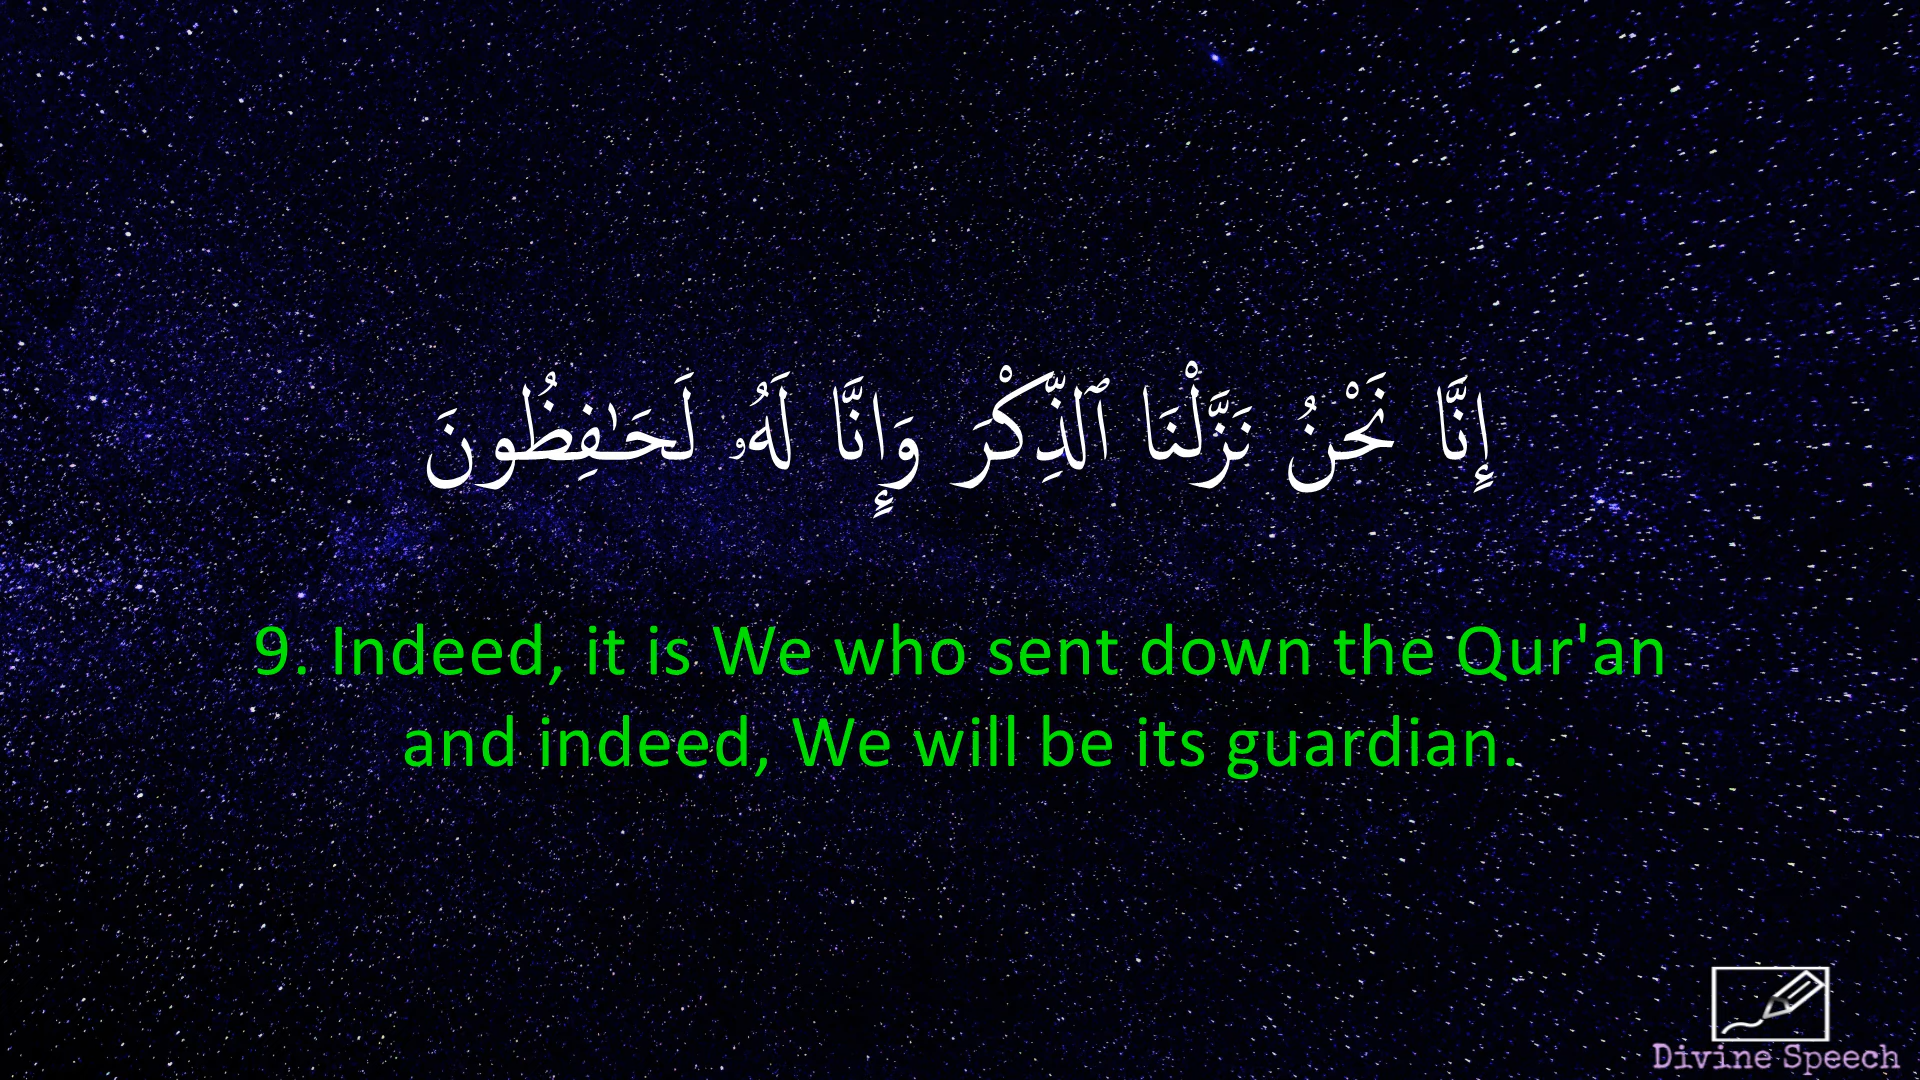 إِنَّا نَحْنُ نَزَّلْنَا ٱلذِّكْرَ وَإِنَّا لَهُۥ لَحَـٰفِظُونَ
9. Indeed, it is We who sent down the Qur'an
and indeed, We will be its guardian.
Divine Speech